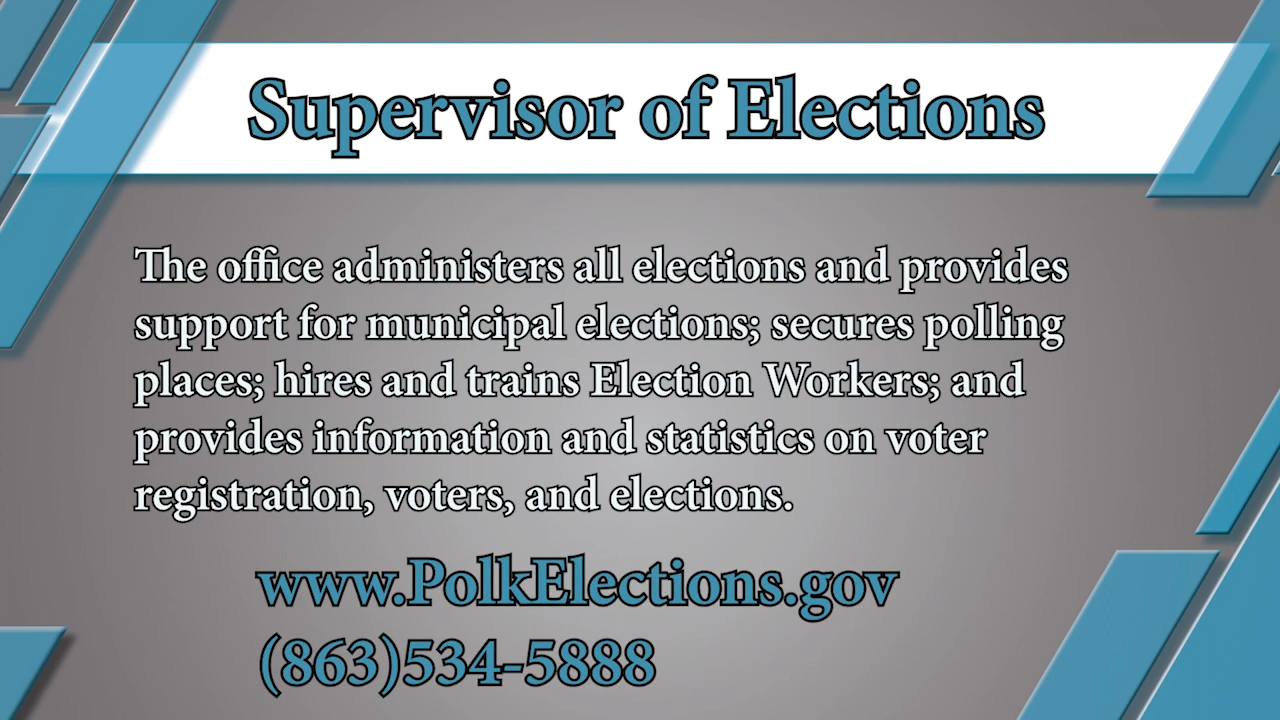 Supervisor of Elections
The office administers all elections and provides
support for municipal elections; secures polling
places; hires and trains Election Workers; and
provides information and statistics on voter
registration, voters, and elections.
www.PolkElections.gov
(863)534-5888